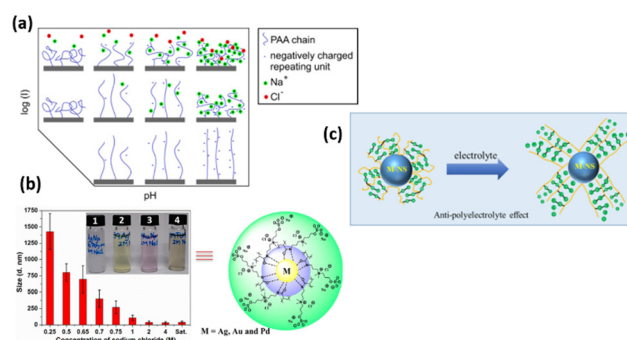 (a)
PAA chain
negatively charged
repeating unit
Na+
Cl-
log (I)
pH
(b)
1 2 3 4
Size (d. nm)
1750
1500
1250
1000
750
500
250
0
0.25 0.5 0.65 0.7 0.75 1 2 4 Sat.
Concentration of sodium chloride (M)
M
M = Ag, Au and Pd
(c)
M-NS
electrolyte
M-NS
Anti-polyelectrolyte effect